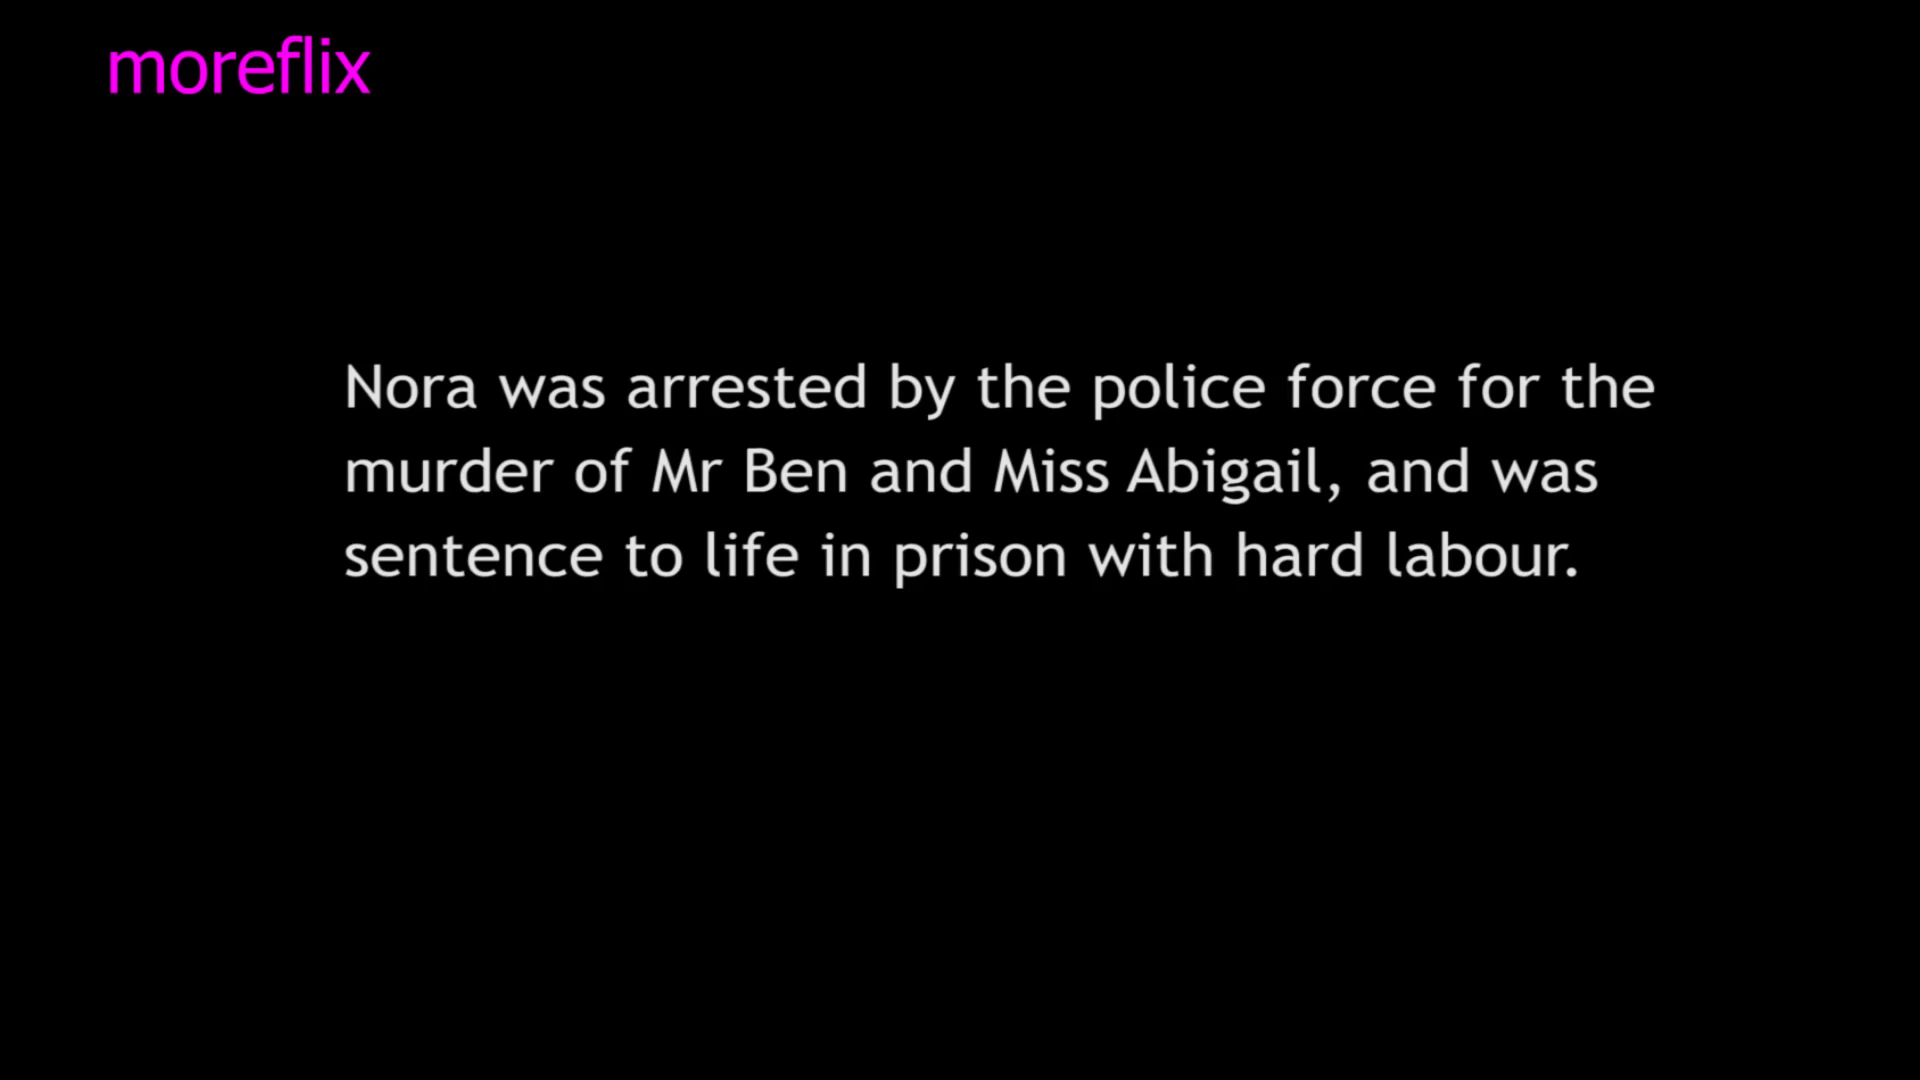 moreflix
Nora was arrested by the police force for the
murder of Mr Ben and Miss Abigail, and was
sentence to life in prison with hard labour.